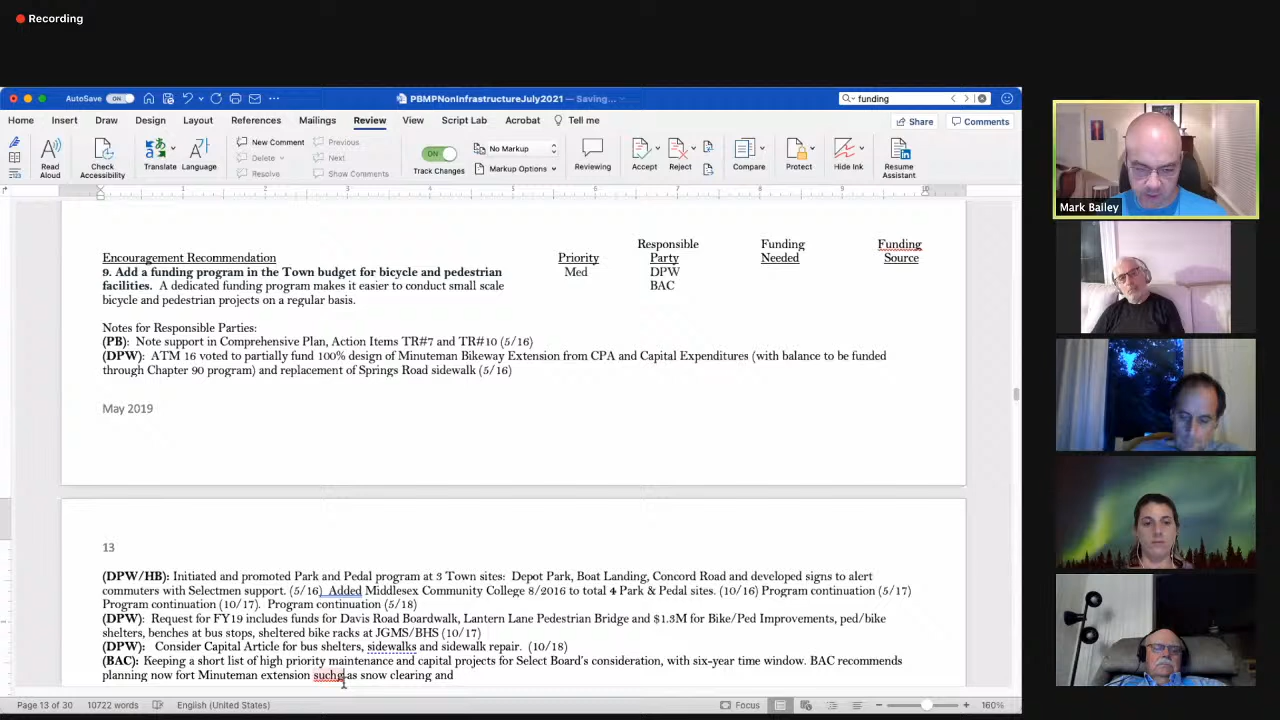 Recording
AutoSave ON PBMPNonInfrastructureJuly2021 — Saving... funding
Home Insert Draw Design Layout References Mailings Review View Script Lab Acrobat Tell me Share Comments
Read Aloud Check Accessibility Translate Language New Comment Delete Resolve Previous Next Show Comments ON Track Changes No Markup Markup Options Reviewing Accept Reject Compare Protect Hide Ink Resume Assistant
1 2 3 4 5 6 7 8 9 10
Responsible Funding Funding
Encouragement Recommendation Priority Party Needed Source
9. Add a funding program in the Town budget for bicycle and pedestrian Med DPW
facilities. A dedicated funding program makes it easier to conduct small scale BAC
bicycle and pedestrian projects on a regular basis.
Notes for Responsible Parties:
(PB): Note support in Comprehensive Plan, Action Items TR#7 and TR#10 (5/16)
(DPW): ATM 16 voted to partially fund 100% design of Minuteman Bikeway Extension from CPA and Capital Expenditures (with balance to be funded
through Chapter 90 program) and replacement of Springs Road sidewalk (5/16)
May 2019
13
(DPW/HB): Initiated and promoted Park and Pedal program at 3 Town sites: Depot Park, Boat Landing, Concord Road and developed signs to alert
commuters with Selectmen support. (5/16) Added Middlesex Community College 8/2016 to total 4 Park & Pedal sites. (10/16) Program continuation (5/17)
Program continuation (10/17). Program continuation (5/18)
(DPW): Request for FY19 includes funds for Davis Road Boardwalk, Lantern Lane Pedestrian Bridge and $1.3M for Bike/Ped Improvements, ped/bike
shelters, benches at bus stops, sheltered bike racks at JGMS/BHS (10/17)
(DPW): Consider Capital Article for bus shelters, sidewalks and sidewalk repair. (10/18)
(BAC): Keeping a short list of high priority maintenance and capital projects for Select Board's consideration, with six-year time window. BAC recommends
planning now fort Minuteman extension suchg as snow clearing and
Page 13 of 30 10722 words English (United States) Focus 160%
Mark Bailey